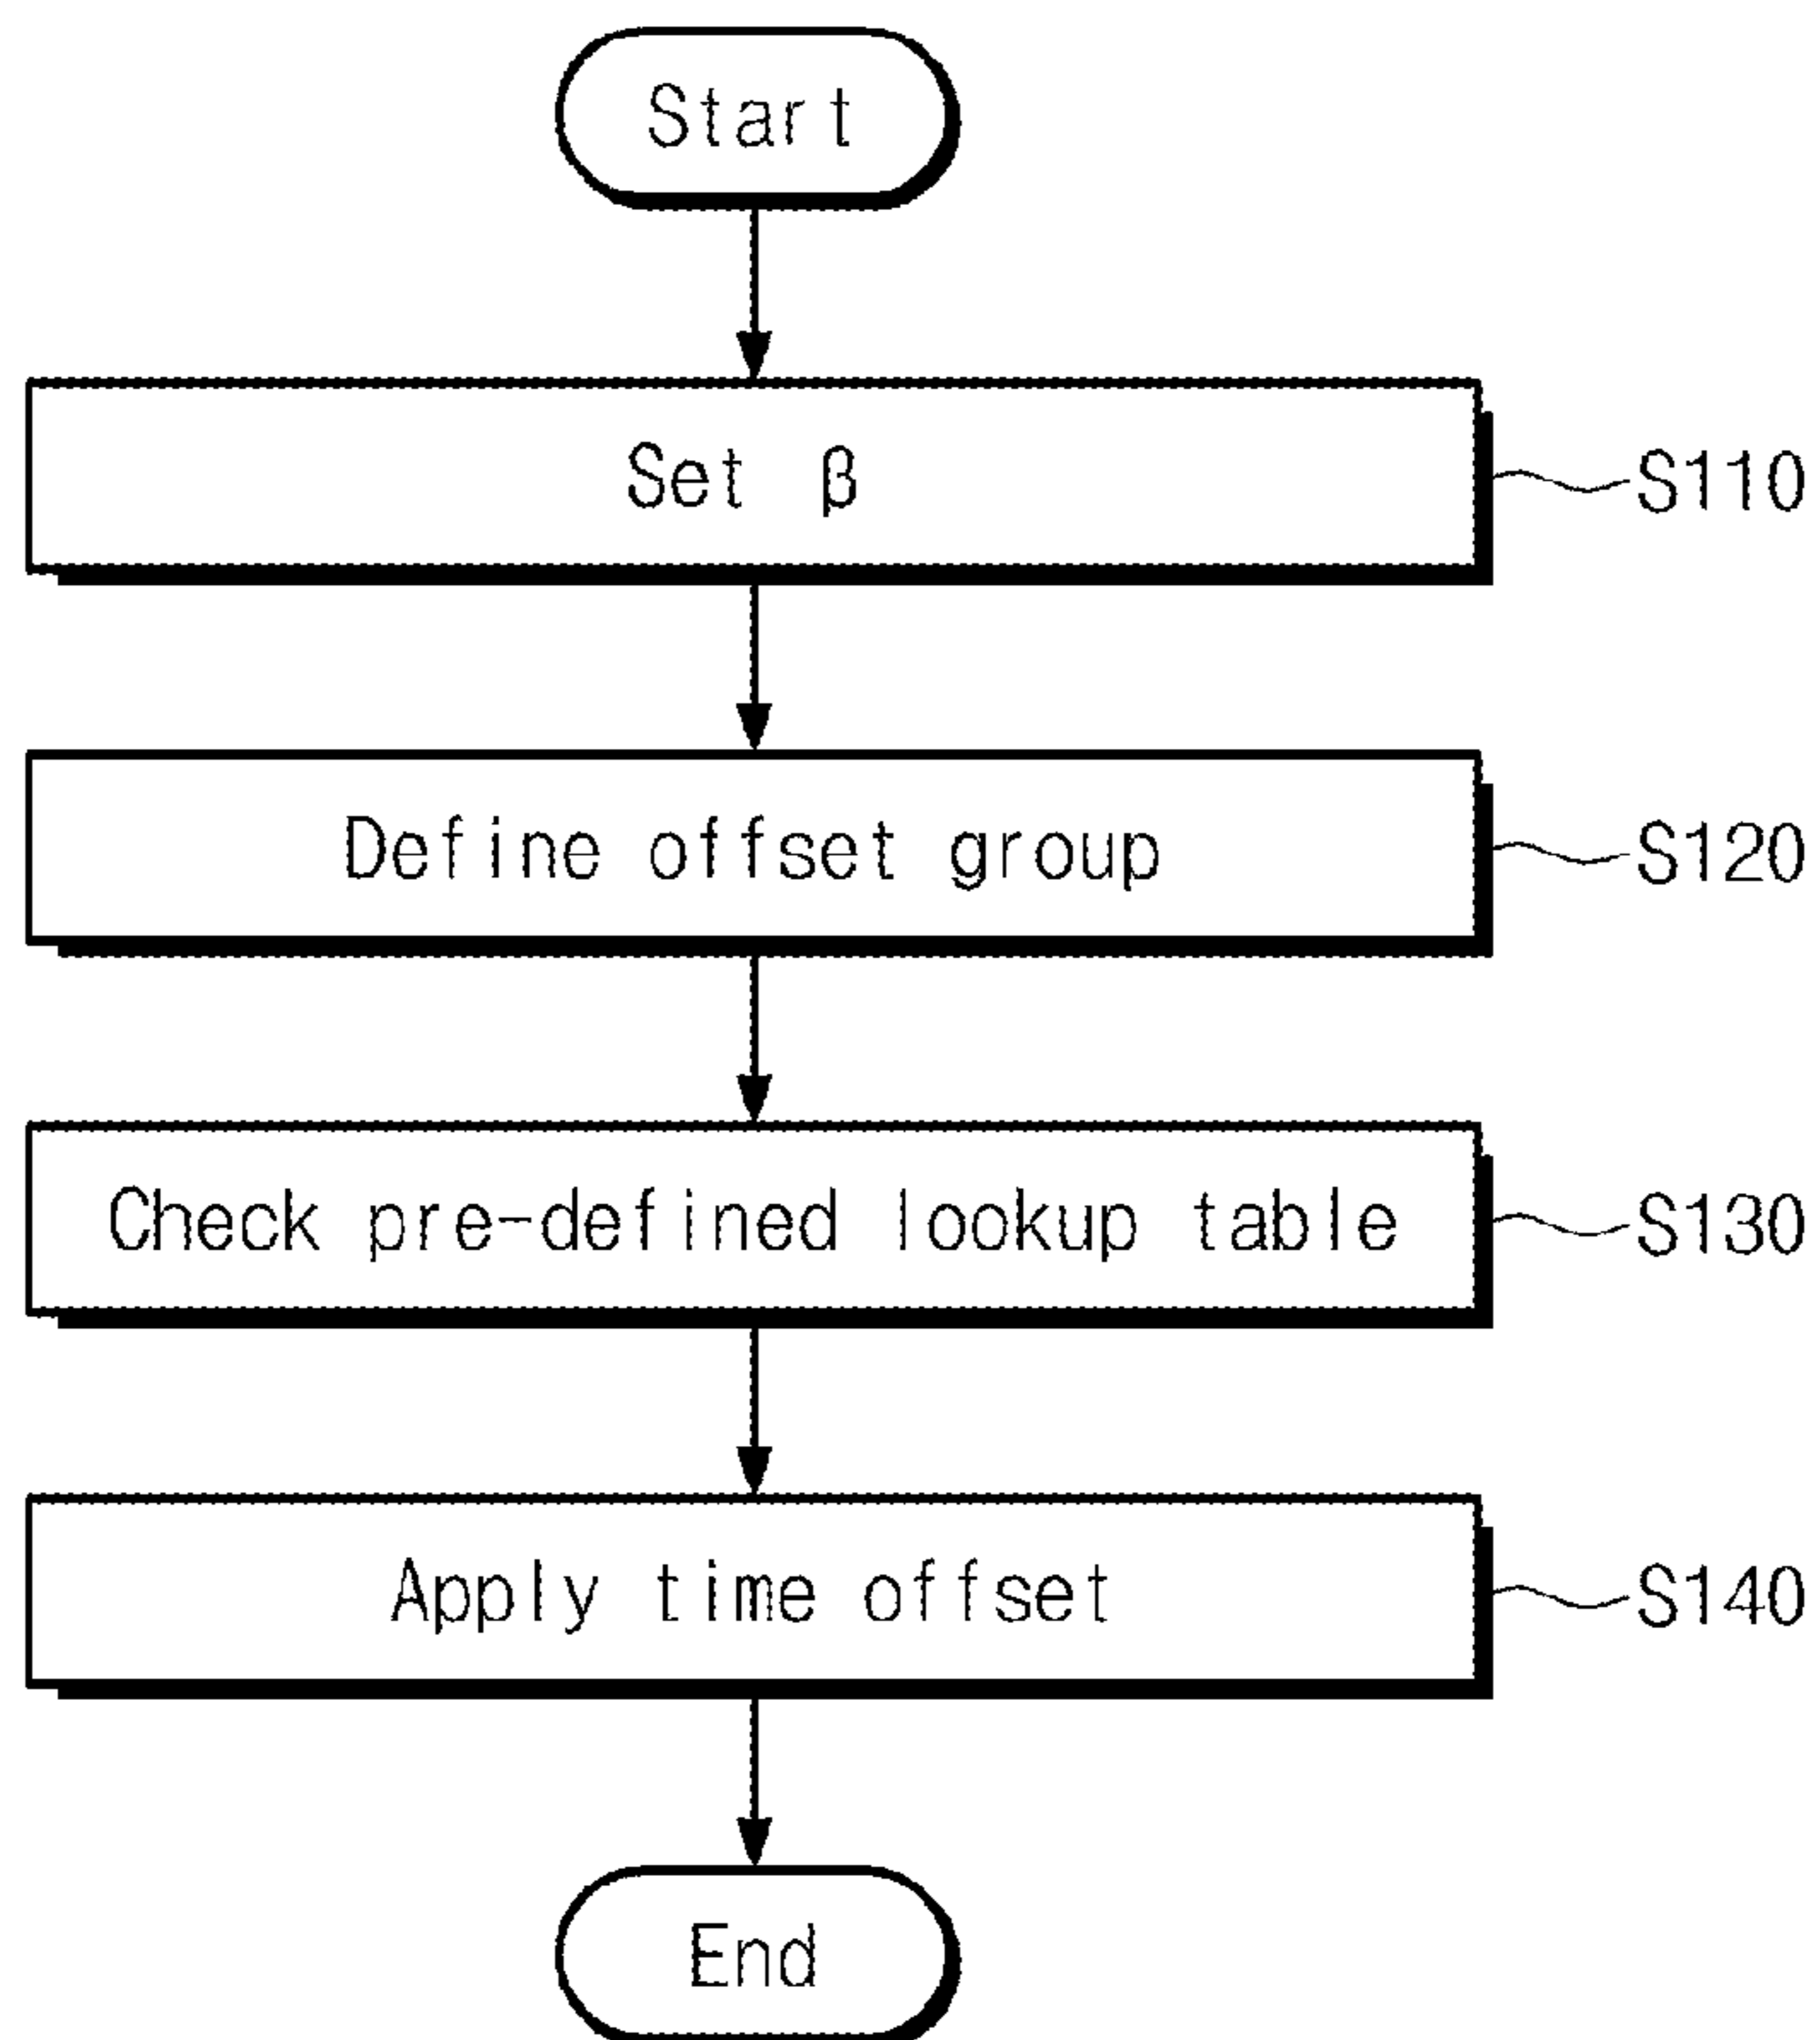 Start
Set β
S110
Define offset group
S120
Check pre-defined lookup table
S130
Apply time offset
S140
End